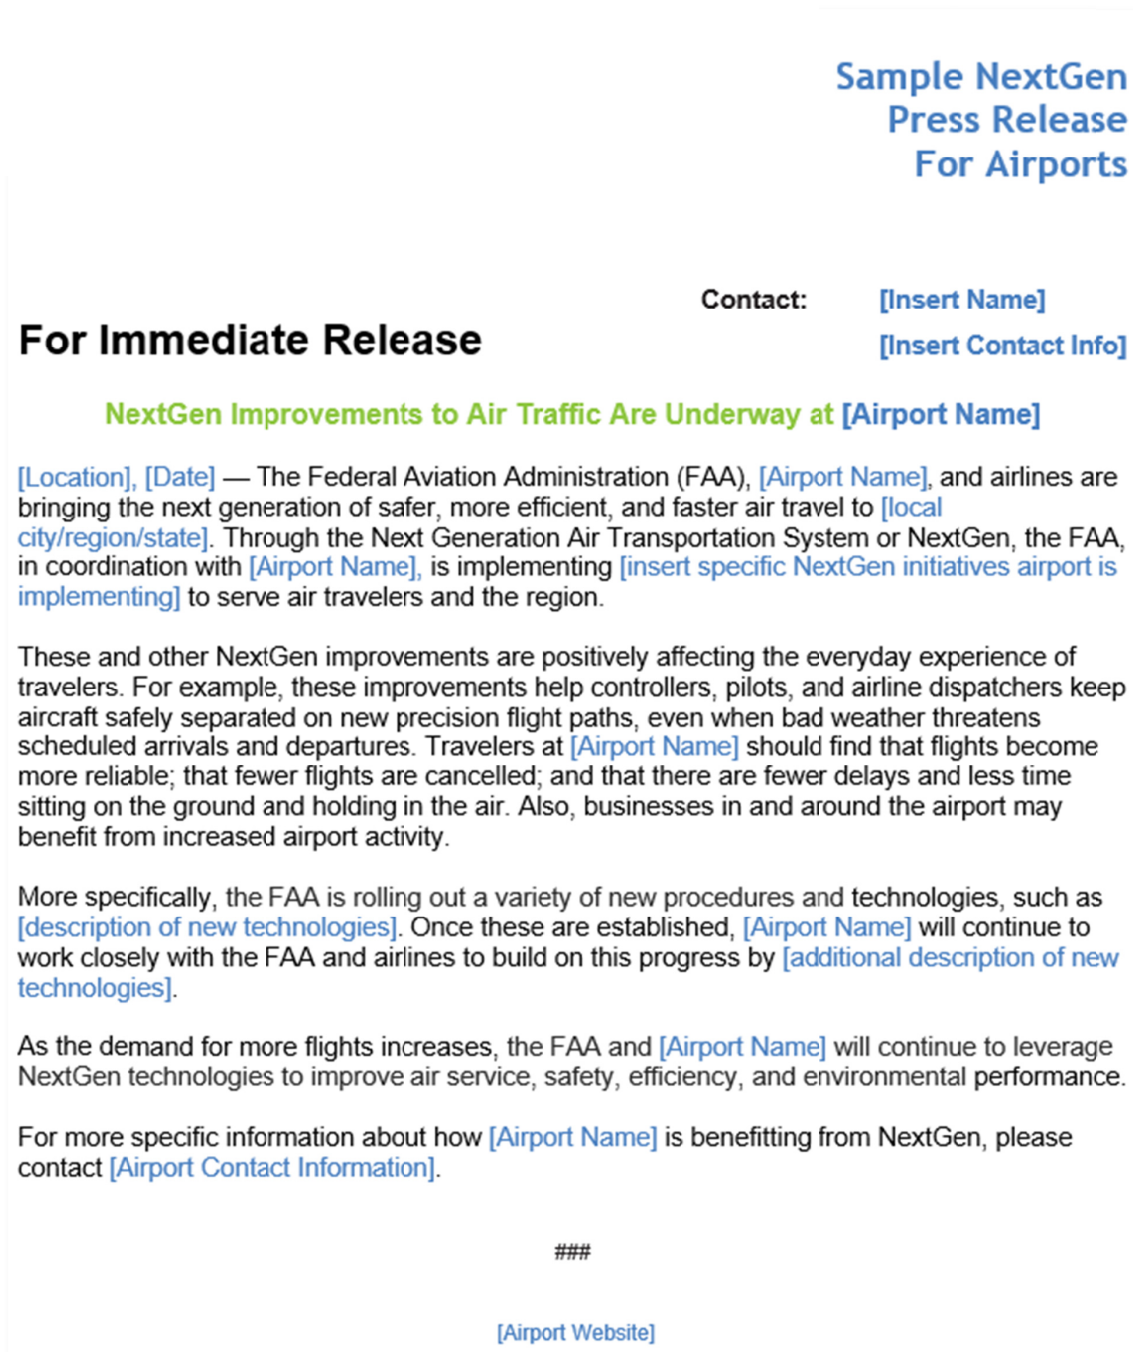 Sample NextGen
Press Release
For Airports
Contact: [Insert Name]
For Immediate Release
[Insert Contact Info]
NextGen Improvements to Air Traffic Are Underway at [Airport Name]
[Location], [Date] — The Federal Aviation Administration (FAA), [Airport Name], and airlines are
bringing the next generation of safer, more efficient, and faster air travel to [local
city/region/state]. Through the Next Generation Air Transportation System or NextGen, the FAA,
in coordination with [Airport Name], is implementing [insert specific NextGen initiatives airport is
implementing] to serve air travelers and the region.
These and other NextGen improvements are positively affecting the everyday experience of
travelers. For example, these improvements help controllers, pilots, and airline dispatchers keep
aircraft safely separated on new precision flight paths, even when bad weather threatens
scheduled arrivals and departures. Travelers at [Airport Name] should find that flights become
more reliable; that fewer flights are cancelled; and that there are fewer delays and less time
sitting on the ground and holding in the air. Also, businesses in and around the airport may
benefit from increased airport activity.
More specifically, the FAA is rolling out a variety of new procedures and technologies, such as
[description of new technologies]. Once these are established, [Airport Name] will continue to
work closely with the FAA and airlines to build on this progress by [additional description of new
technologies].
As the demand for more flights increases, the FAA and [Airport Name] will continue to leverage
NextGen technologies to improve air service, safety, efficiency, and environmental performance.
For more specific information about how [Airport Name] is benefitting from NextGen, please
contact [Airport Contact Information].
###
[Airport Website]